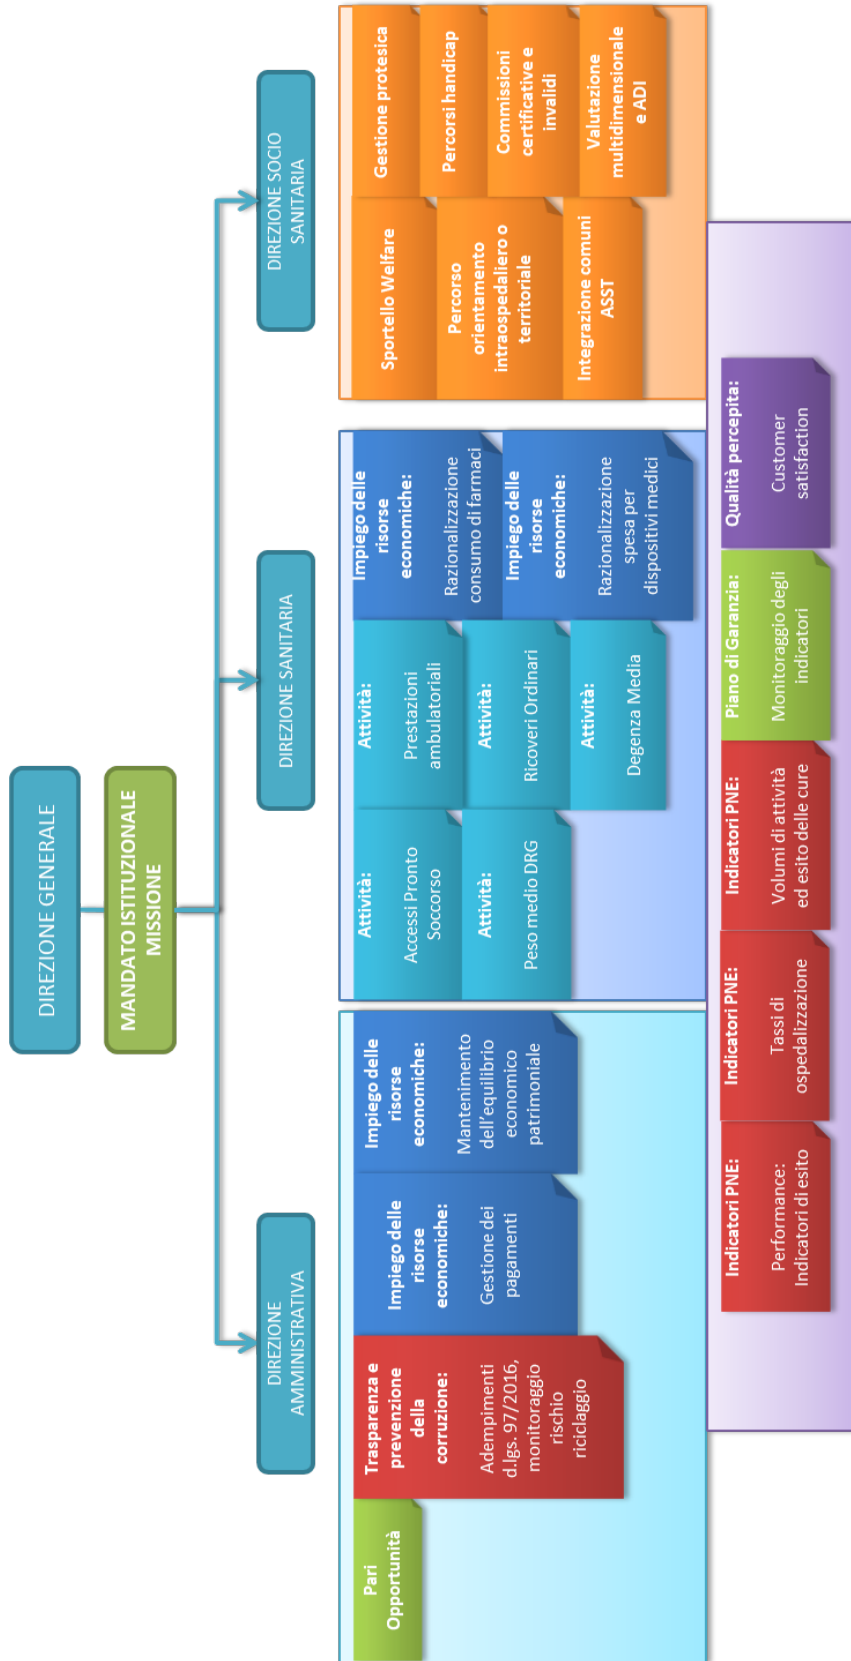 DIREZIONE GENERALE
MANDATO ISTITUZIONALE
MISSIONE
DIREZIONE
AMMINISTRATIVA
DIREZIONE SANITARIA
DIREZIONE SOCIO
SANITARIA
Pari
Opportunità
Trasparenza e
prevenzione
della
corruzione:
Adempimenti
d.lgs. 97/2016,
monitoraggio
rischio
riciclaggio
Impiego delle
risorse
economiche:
Gestione dei
pagamenti
Impiego delle
risorse
economiche:
Mantenimento
dell'equilibrio
economico
patrimoniale
Attività:
Accessi Pronto
Soccorso
Attività:
Peso medio DRG
Attività:
Prestazioni
ambulatoriali
Attività:
Ricoveri Ordinari
Attività:
Degenza Media
Impiego delle
risorse
economiche:
Razionalizzazione
consumo di farmaci
Impiego delle
risorse
economiche:
Razionalizzazione
spesa per
dispositivi medici
Sportello Welfare
Percorso
orientamento
intraospedaliero o
territoriale
Integrazione comuni
ASST
Gestione protesica
Percorsi handicap
Commissioni
certificative e
invalidi
Valutazione
multidimensionale
e ADI
Indicatori PNE:
Performance:
Indicatori di esito
Indicatori PNE:
Tassi di
ospedalizzazione
Indicatori PNE:
Volumi di attività
ed esito delle cure
Piano di Garanzia:
Monitoraggio degli
indicatori
Qualità percepita:
Customer
satisfaction